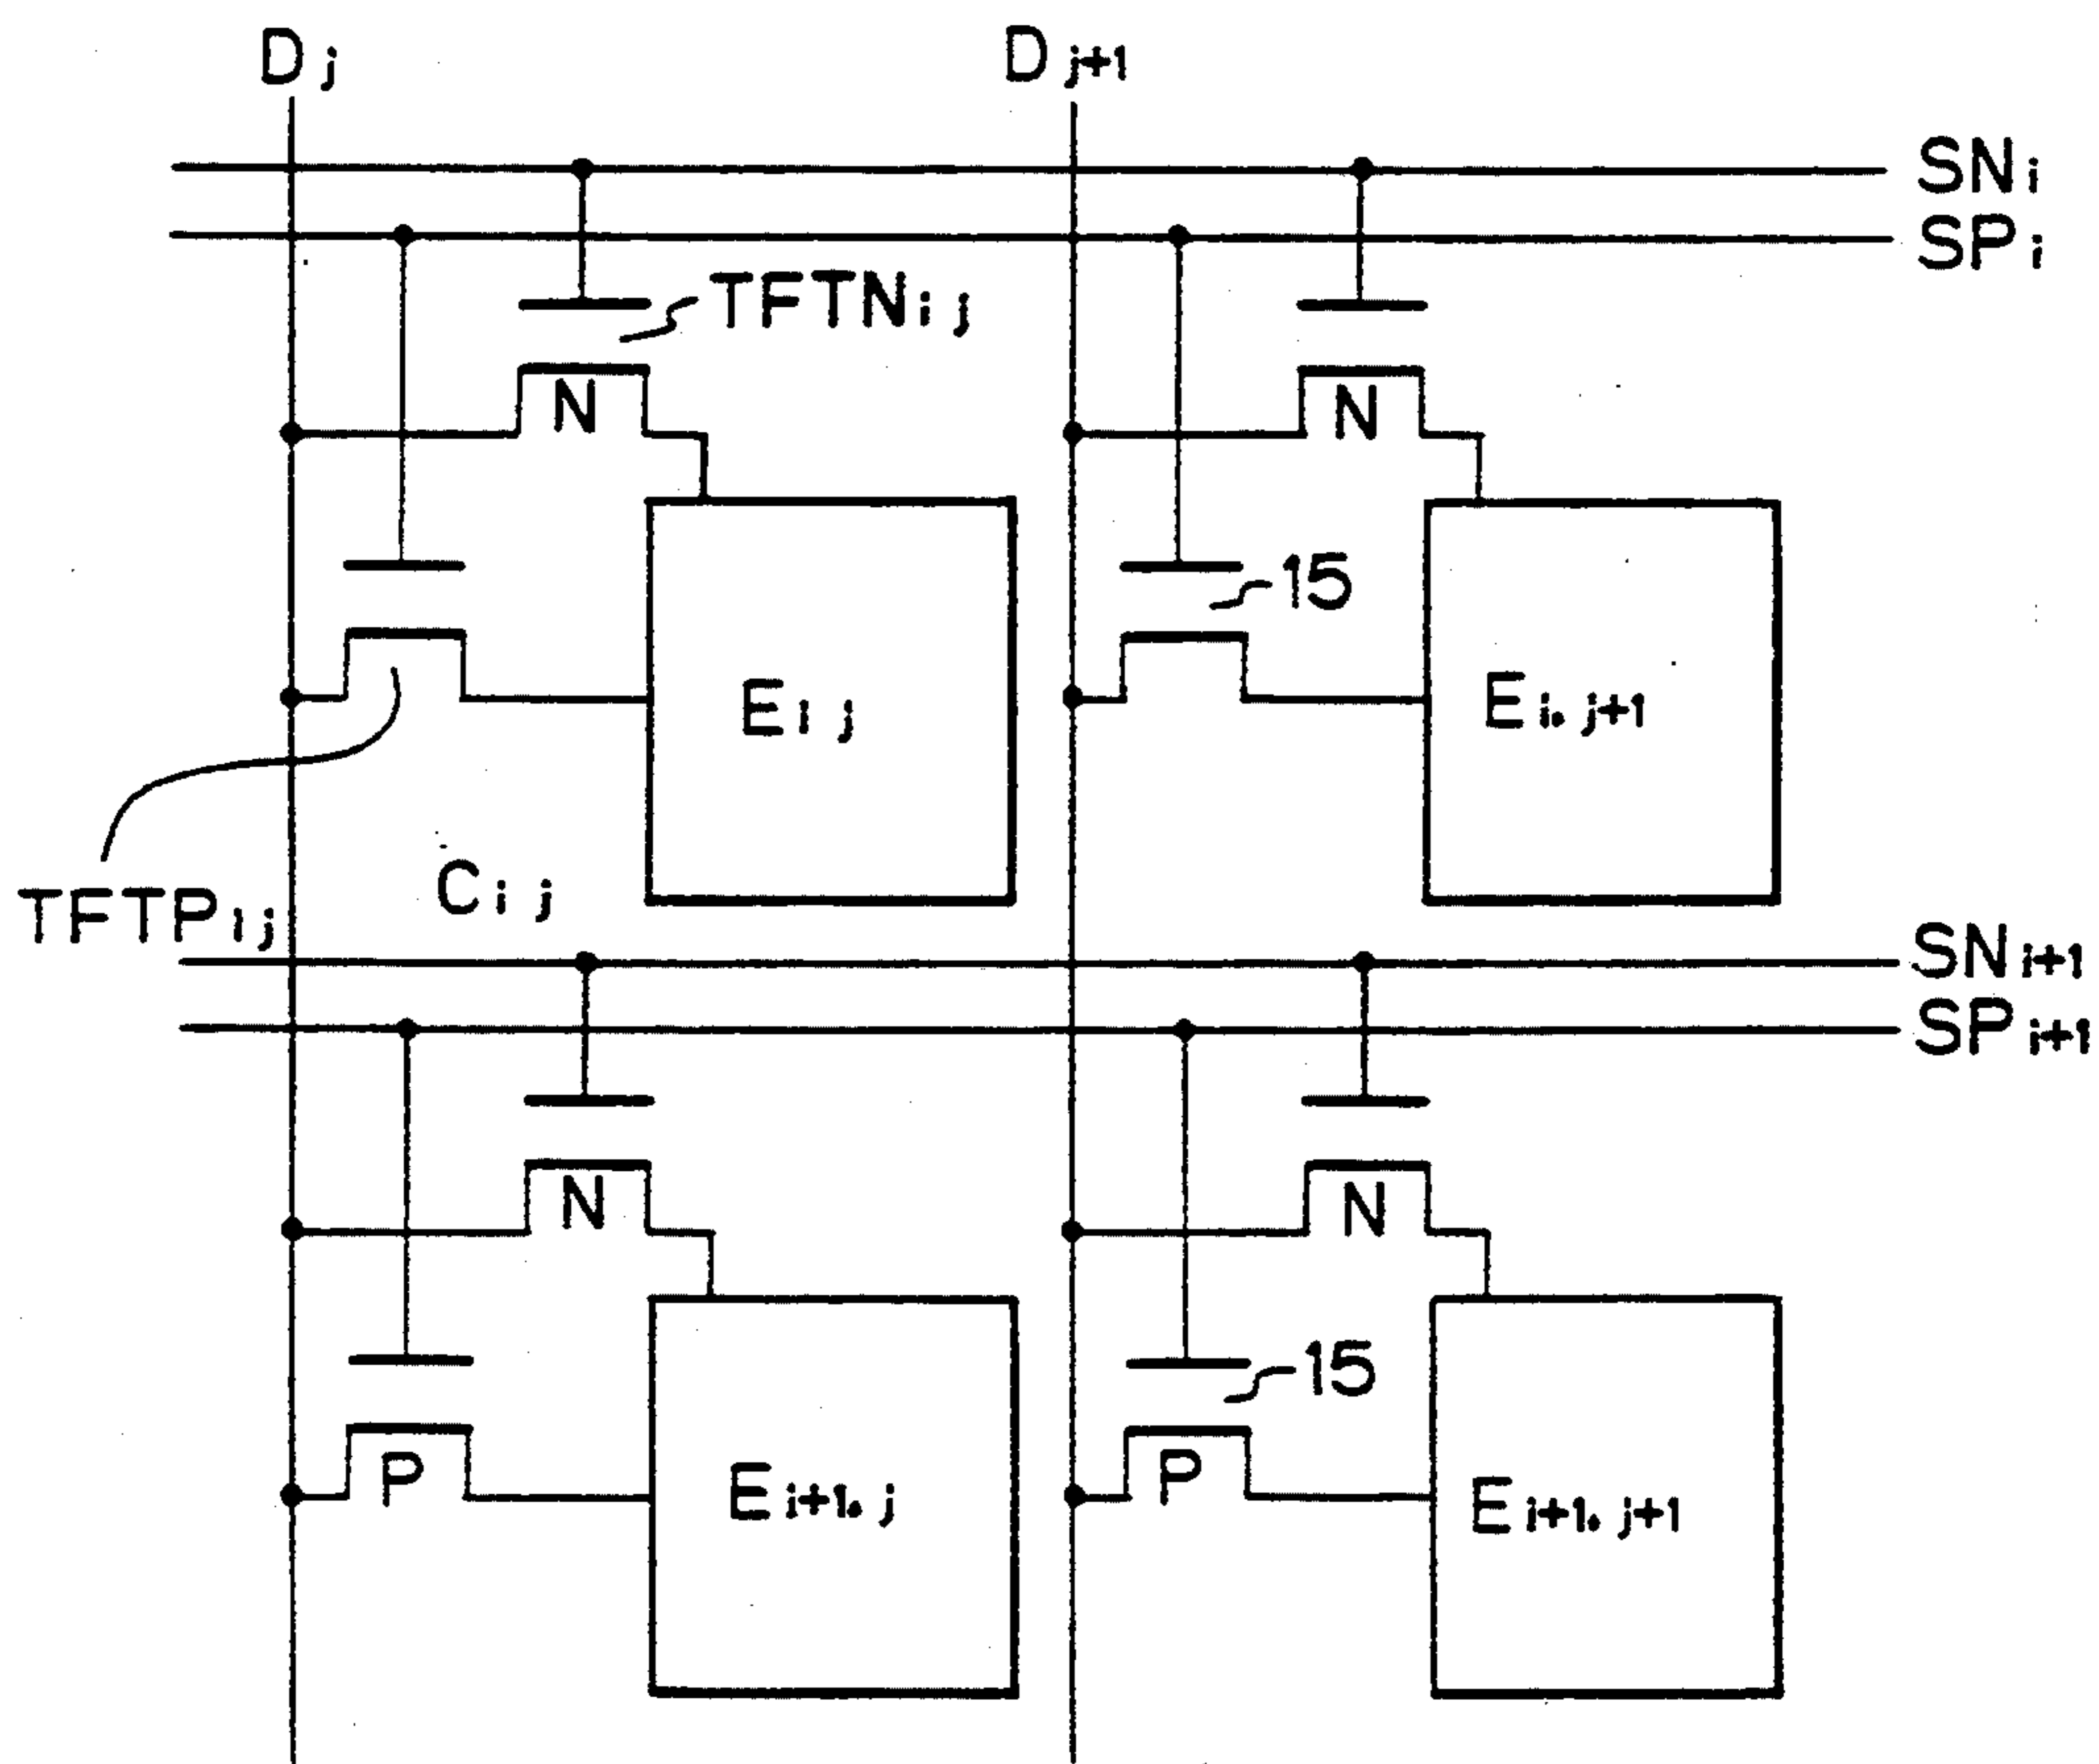 Dj
Dj+1
SNi
SPi
TFTNij
N
N
15
Eij
Ei.j+1
TFTPij
Cij
SNi+1
SPi+1
N
N
15
P
P
Ei+1.j
Ei+1.j+1